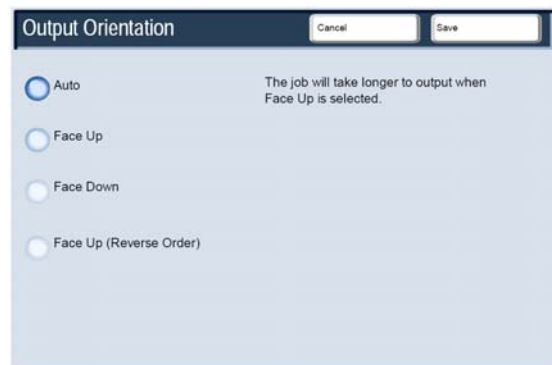 Output Orientation
Cancel
Save
Auto
The job will take longer to output when
Face Up is selected.
Face Up
Face Down
Face Up (Reverse Order)